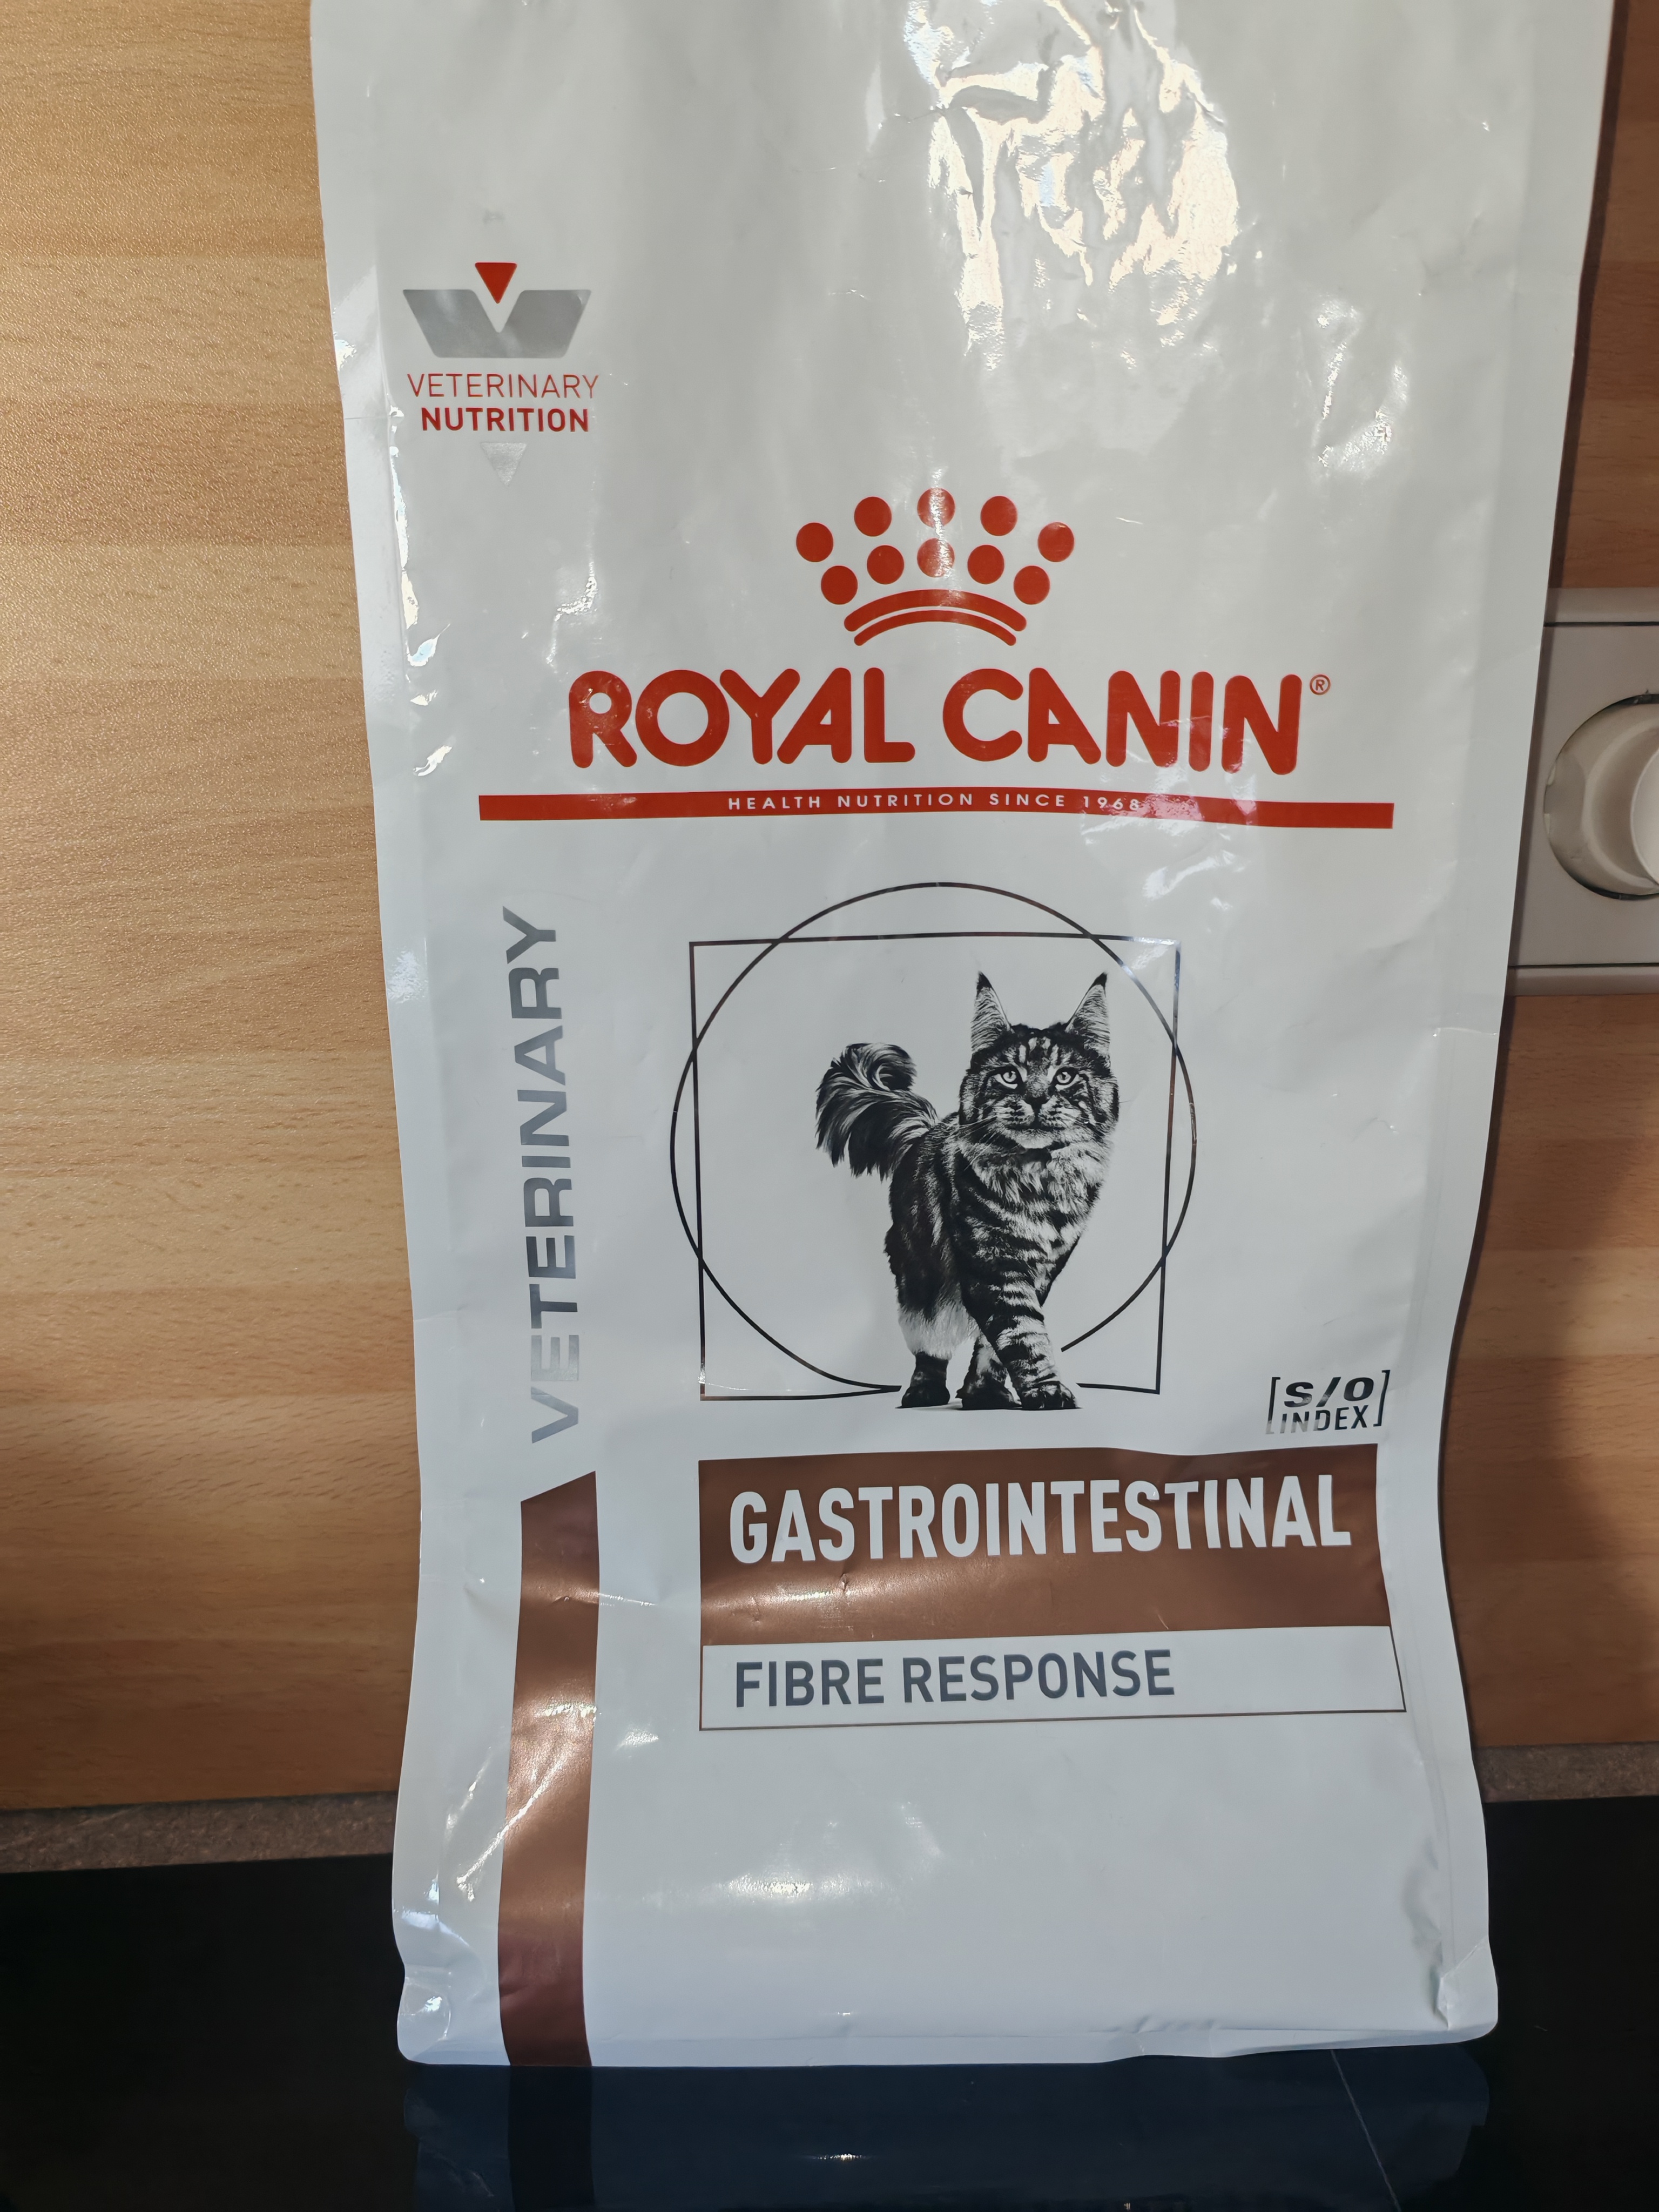 VETERINARY
NUTRITION
ROYAL CANIN®
HEALTH NUTRITION SINCE 1968
VETERINARY
[S/O
INDEX]
GASTROINTESTINAL
FIBRE RESPONSE